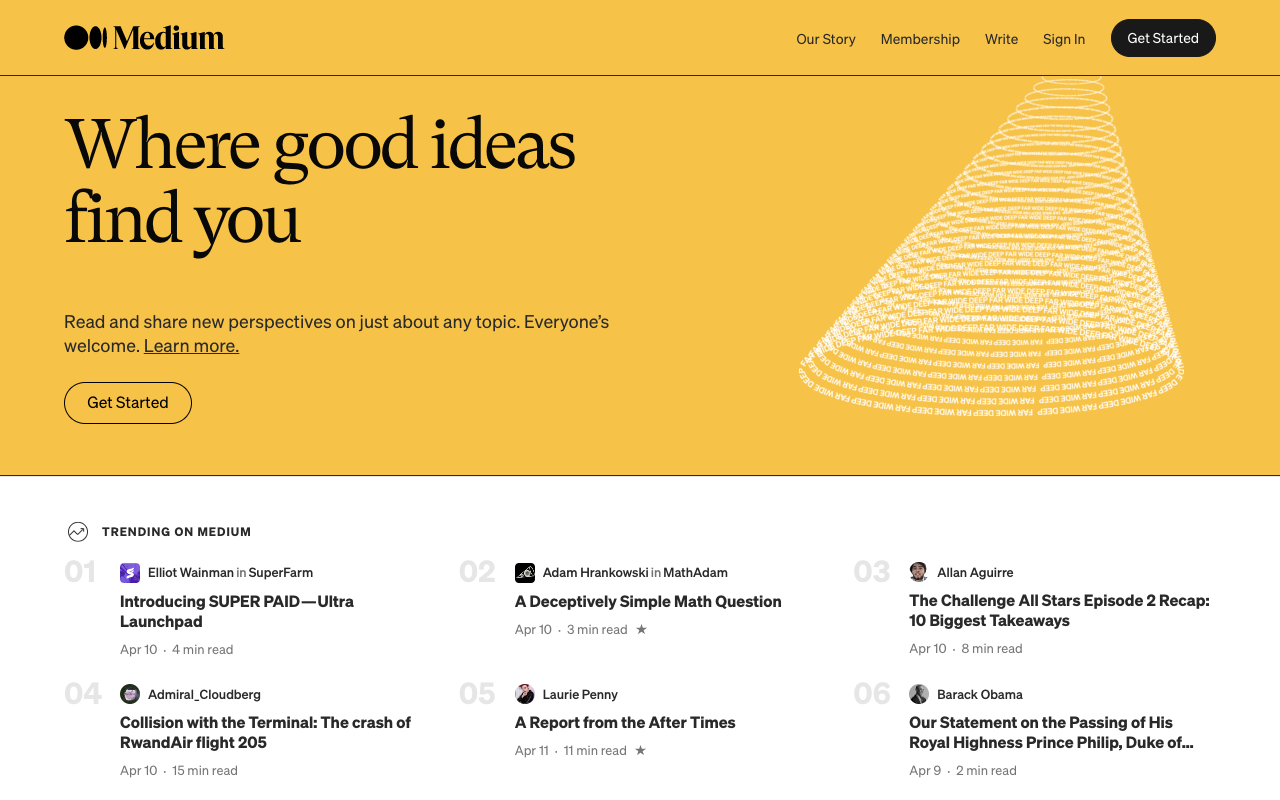 Medium
Our Story
Membership
Write
Sign In
Get Started
Where good ideas
find you
Read and share new perspectives on just about any topic. Everyone’s
welcome. Learn more.
Get Started
FAR WIDE DEEP FAR WIDE DEEP FAR WIDE DEEP
TRENDING ON MEDIUM
01
Elliot Wainman in SuperFarm
Introducing SUPER PAID — Ultra
Launchpad
Apr 10 · 4 min read
02
Adam Hrankowski in MathAdam
A Deceptively Simple Math Question
Apr 10 · 3 min read ★
03
Allan Aguirre
The Challenge All Stars Episode 2 Recap:
10 Biggest Takeaways
Apr 10 · 8 min read
04
Admiral_Cloudberg
Collision with the Terminal: The crash of
RwandAir flight 205
Apr 10 · 15 min read
05
Laurie Penny
A Report from the After Times
Apr 11 · 11 min read ★
06
Barack Obama
Our Statement on the Passing of His
Royal Highness Prince Philip, Duke of...
Apr 9 · 2 min read